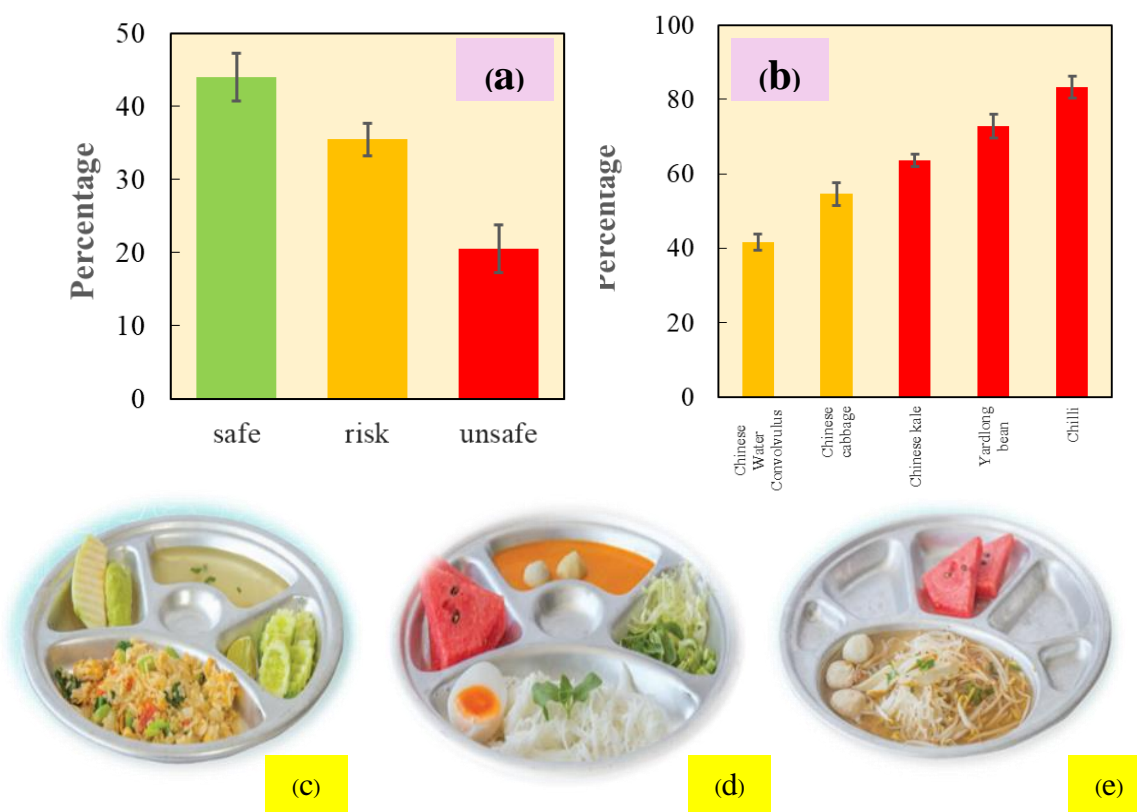 (a)
Percentage
50
40
30
20
10
0
safe
risk
unsafe
(b)
Percentage
100
80
60
40
20
0
Chinese
Water
Convolvulus
Chinese
cabbage
Chinese kale
Yardlong
bean
Chilli
(c)
(d)
(e)